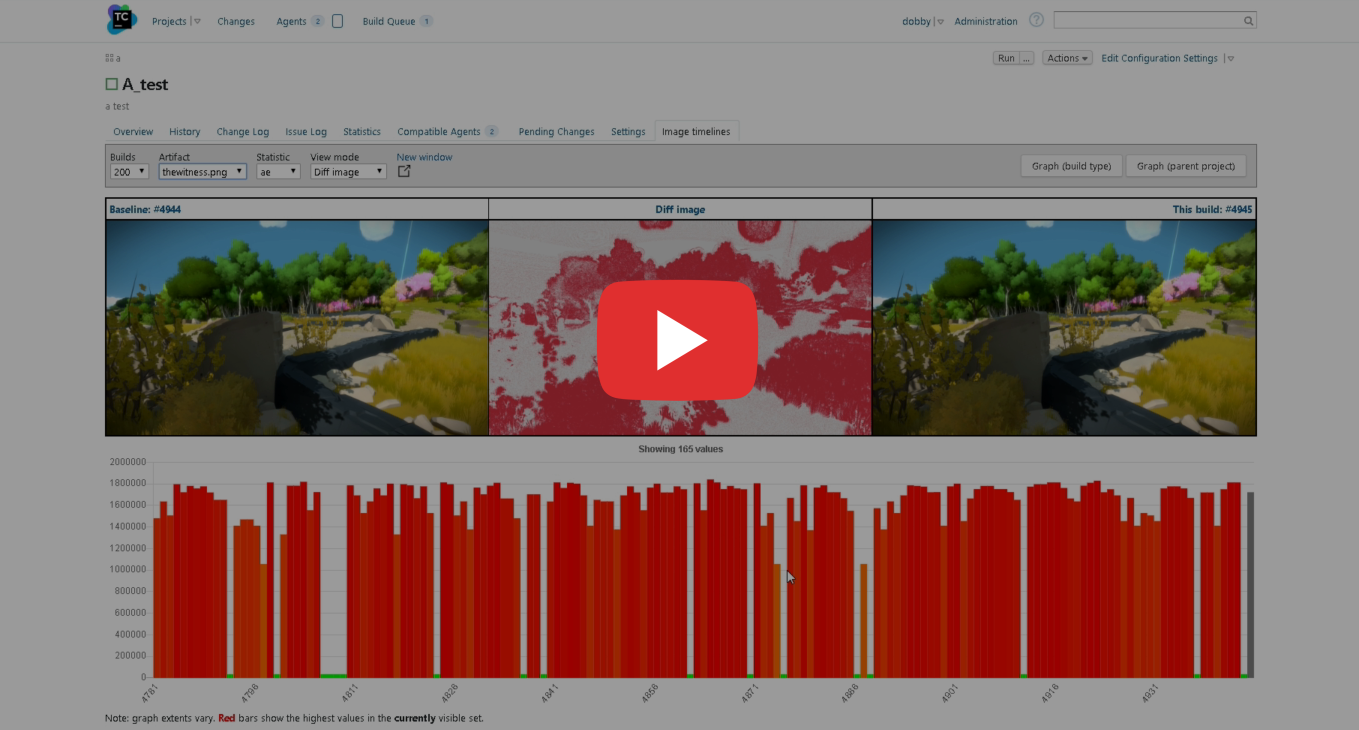 TC
Projects
Changes
Agents 2
Build Queue 1
dobby
Administration
?
a
Run ...
Actions
Edit Configuration Settings
A_test
a test
Overview
History
Change Log
Issue Log
Statistics
Compatible Agents 2
Pending Changes
Settings
Image timelines
Builds
Artifact
Statistic
View mode
New window
200
thewitness.png
ae
Diff image
Graph (build type)
Graph (parent project)
Baseline: #4944
Diff image
This build: #4945
Showing 165 values
2000000
1800000
1600000
1400000
1200000
1000000
800000
600000
400000
200000
0
4781
4796
4811
4826
4841
4856
4871
4886
4901
4916
4931
Note: graph extents vary. Red bars show the highest values in the currently visible set.